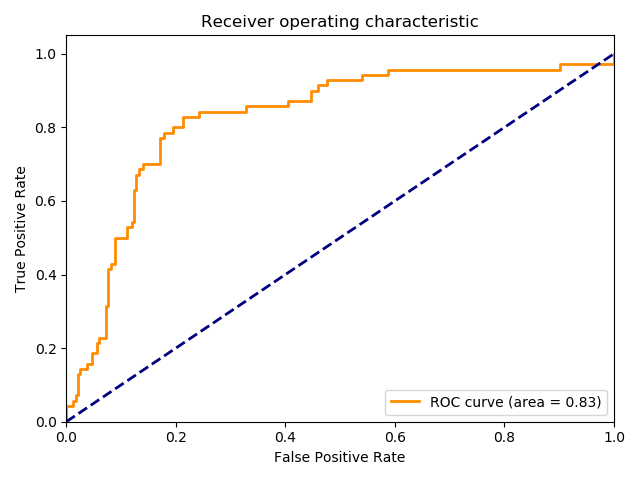 Receiver operating characteristic
True Positive Rate
1.0
0.8
0.6
0.4
0.2
0.0
ROC curve (area = 0.83)
0.0 0.2 0.4 0.6 0.8 1.0
False Positive Rate